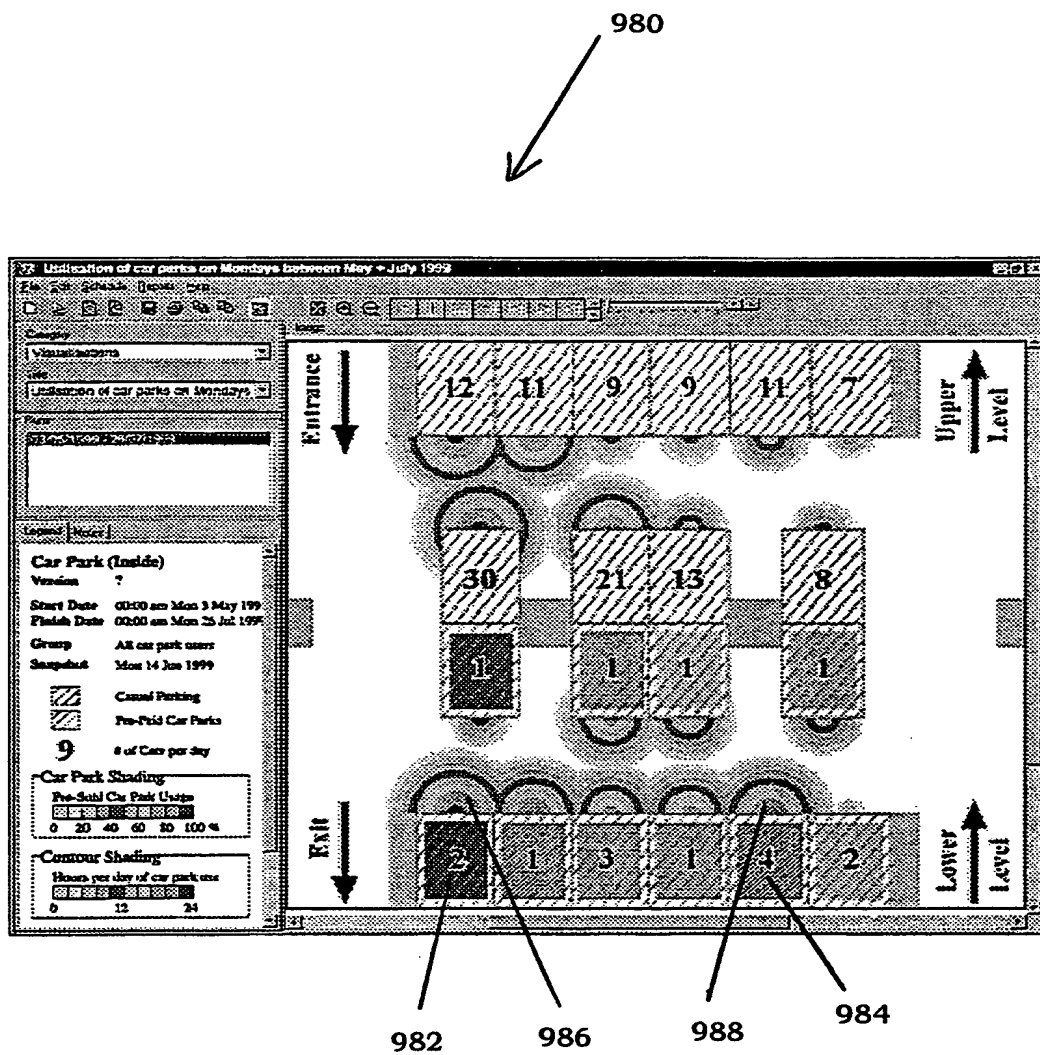 980
Utilisation of car parks on Mondays between May - July 1999
File Edit Schedule Reports Help
Category
Visualisations
Utilisation of car parks on Mondays
Legend Notes
Car Park (Inside)
Version ?
Start Date 00:00 am Mon 3 May 199
Finish Date 00:00 am Mon 26 Jul 199
Group All car park users
Snapshot Mon 14 Jun 1999
Casual Parking
Pre-Paid Car Parks
9 # of Cars per day
Car Park Shading
Pre-Sold Car Park Usage
0 20 40 60 80 100 %
Contour Shading
Hours per day of car park use
0 12 24
Entrance
12 11 9 9 11 7
Upper
Level
30 21 13 8
1 1 1 1
Exit
2 1 3 1 4 2
Lower
Level
982 986 988 984